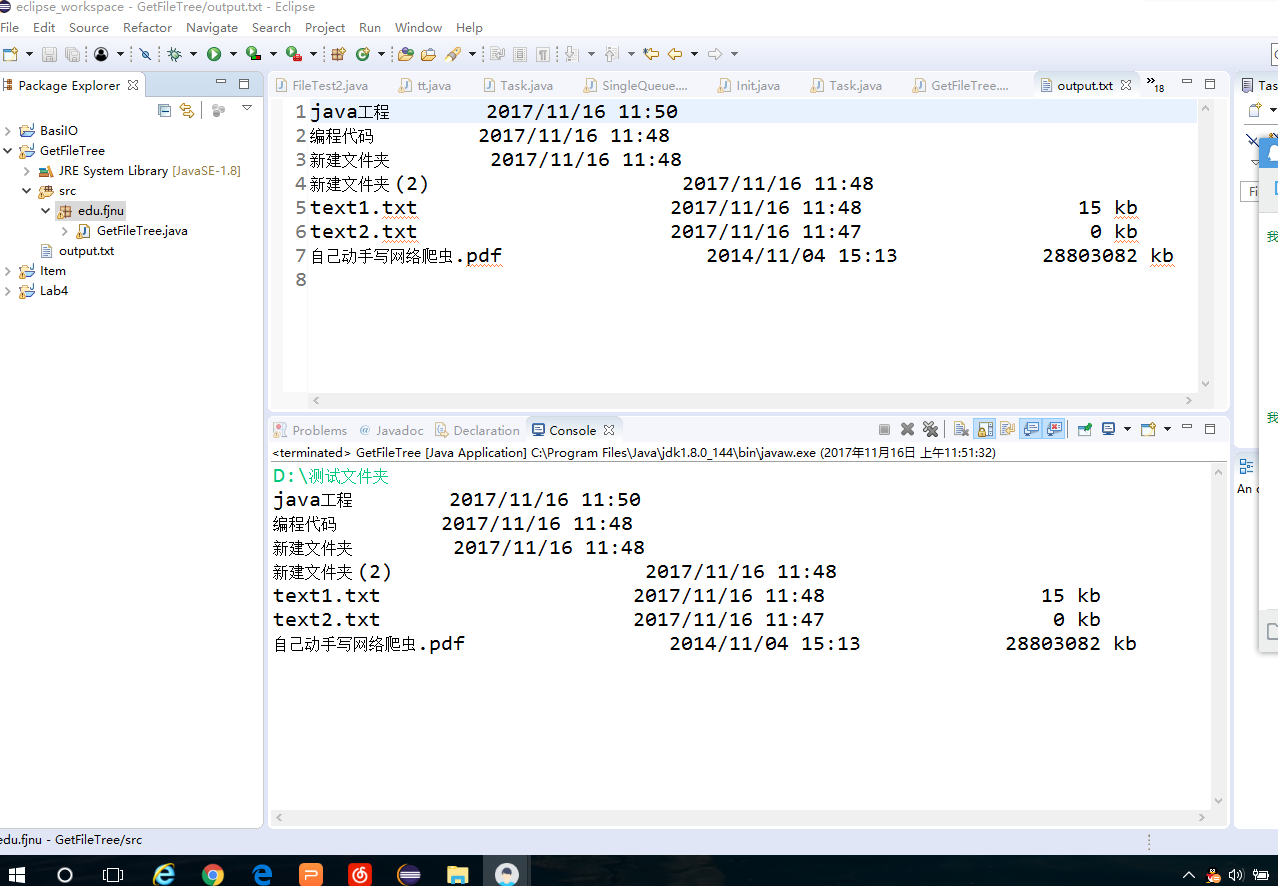 eclipse_workspace - GetFileTree/output.txt - Eclipse
File Edit Source Refactor Navigate Search Project Run Window Help
Package Explorer
FileTest2.java tt.java Task.java SingleQueue.... Init.java Task.java GetFileTree.... output.txt »18
Tas
BasiIO
GetFileTree
JRE System Library [JavaSE-1.8]
src
edu.fjnu
GetFileTree.java
output.txt
Item
Lab4
1 java工程 2017/11/16 11:50
2 编程代码 2017/11/16 11:48
3 新建文件夹 2017/11/16 11:48
4 新建文件夹 (2) 2017/11/16 11:48
5 text1.txt 2017/11/16 11:48 15 kb
6 text2.txt 2017/11/16 11:47 0 kb
7 自己动手写网络爬虫.pdf 2014/11/04 15:13 28803082 kb
8
Fi
我
我
Problems @ Javadoc Declaration Console
<terminated> GetFileTree [Java Application] C:\Program Files\Java\jdk1.8.0_144\bin\javaw.exe (2017年11月16日 上午11:51:32)
D:\测试文件夹
java工程 2017/11/16 11:50
编程代码 2017/11/16 11:48
新建文件夹 2017/11/16 11:48
新建文件夹 (2) 2017/11/16 11:48
text1.txt 2017/11/16 11:48 15 kb
text2.txt 2017/11/16 11:47 0 kb
自己动手写网络爬虫.pdf 2014/11/04 15:13 28803082 kb
An
edu.fjnu - GetFileTree/src